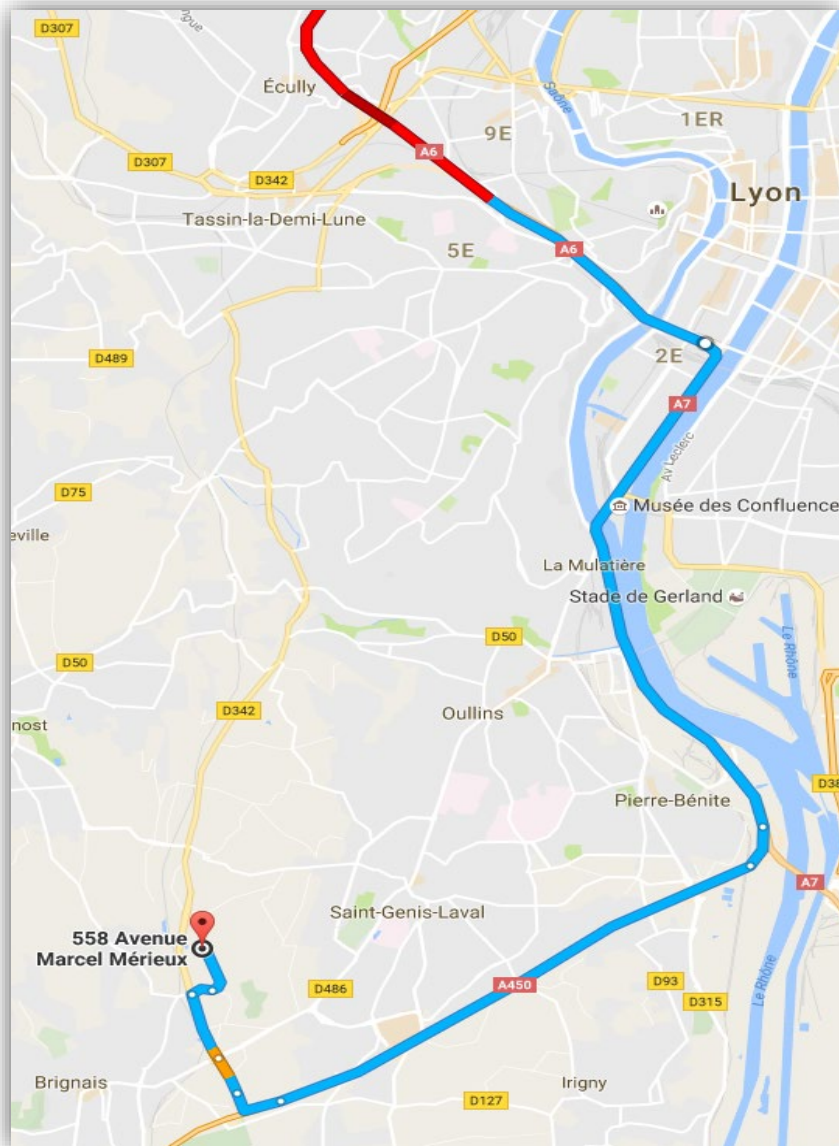 D307
Écully
Saône
1ER
9E
A6
D307
D342
Lyon
Tassin-la-Demi-Lune
5E
A6
2E
D489
A7
Av Leclerc
D75
Musée des Confluence
eville
La Mulatière
Stade de Gerland
Le Rhône
D50
D50
D342
Oullins
nost
D38
Pierre-Bénite
A7
Saint-Genis-Laval
558 Avenue
Marcel Mérieux
D486
A450
D93
D315
Le Rhône
Brignais
Irigny
D127